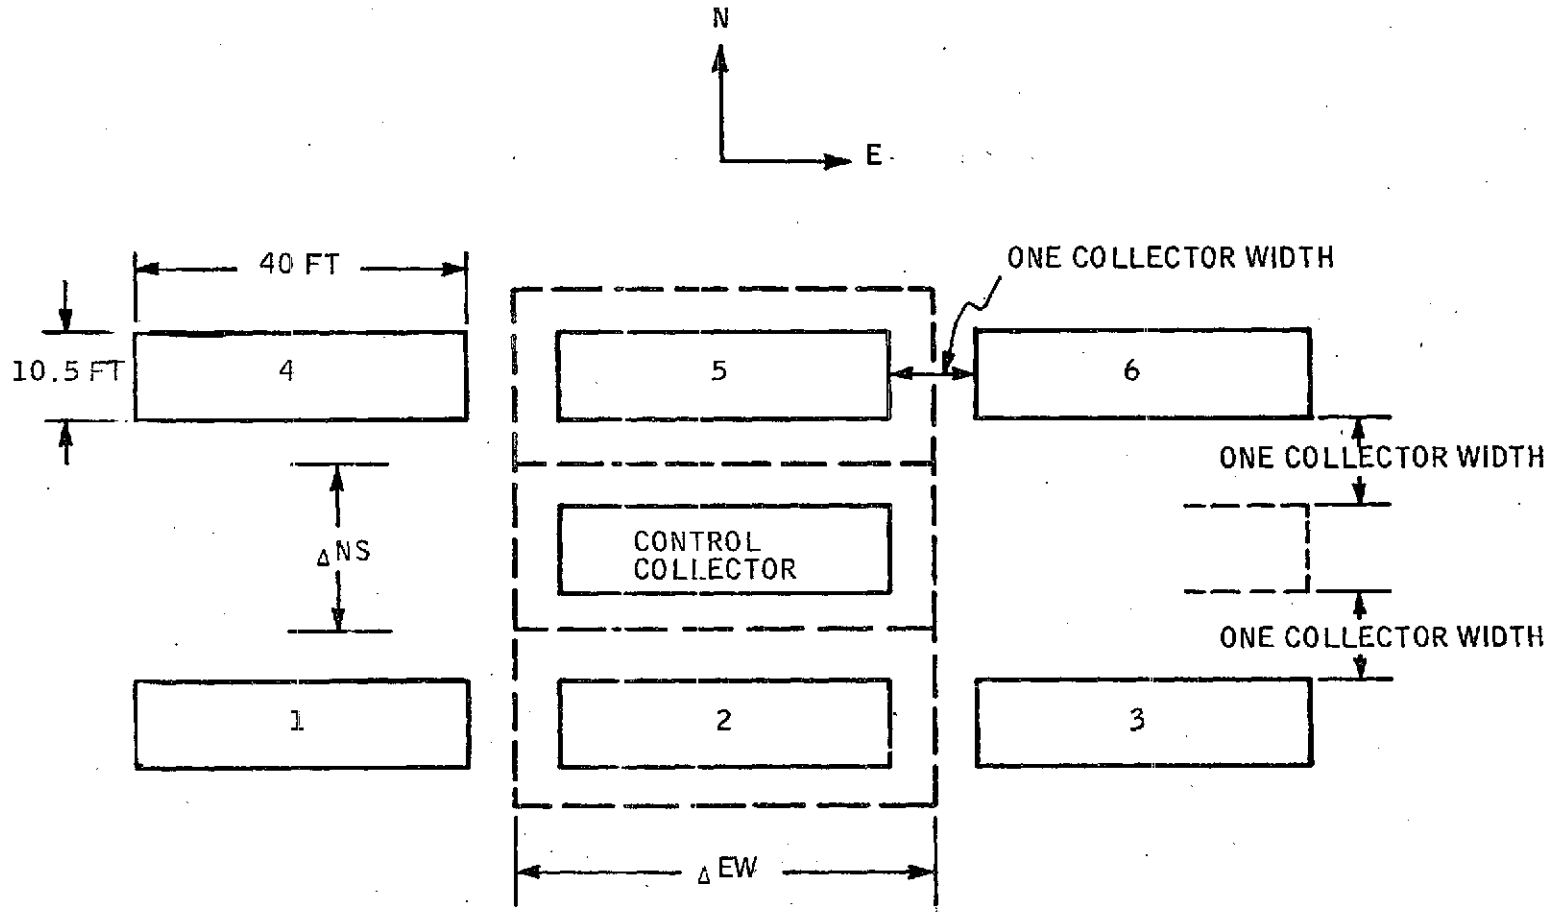 N
E
40 FT
ONE COLLECTOR WIDTH
10.5 FT
4
5
6
ONE COLLECTOR WIDTH
ΔNS
CONTROL
COLLECTOR
ONE COLLECTOR WIDTH
1
2
3
ΔEW